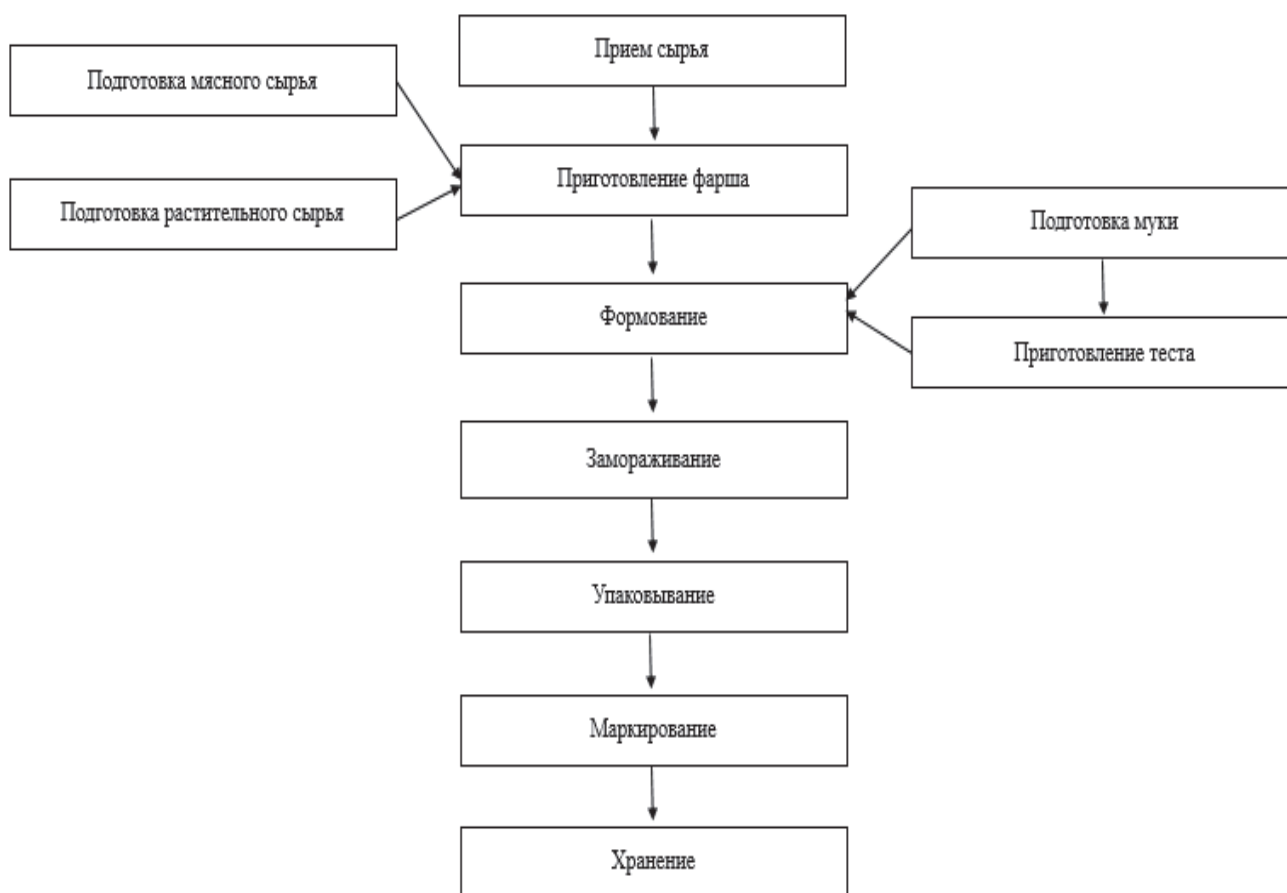 Прием сырья
Подготовка мясного сырья
Приготовление фарша
Подготовка растительного сырья
Подготовка муки
Формование
Приготовление теста
Замораживание
Упаковывание
Маркирование
Хранение